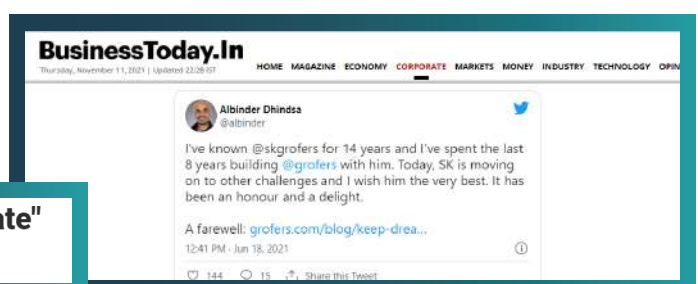 BusinessToday.In
Thursday, November 11, 2021 | Updated 22:28 IST
HOME MAGAZINE ECONOMY CORPORATE MARKETS MONEY INDUSTRY TECHNOLOGY OPIN
Albinder Dhindsa
@albinder
I've known @skgrofers for 14 years and I've spent the last
8 years building @grofers with him. Today, SK is moving
on to other challenges and I wish him the very best. It has
been an honour and a delight.
A farewell: grofers.com/blog/keep-drea...
12:41 PM - Jun 18, 2021
144 15 Share this Tweet
ate"